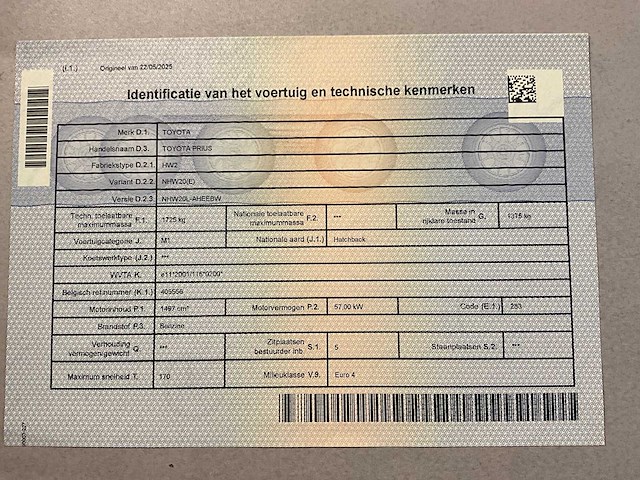 (I.1.) Origineel van 22/05/2025
Identificatie van het voertuig en technische kenmerken
Merk D.1. TOYOTA
Handelsnaam D.3. TOYOTA PRIUS
Fabriekstype D.2.1. HW2
Variant D.2.2. NHW20(E)
Versie D.2.3. NHW20L-AHEEBW
Techn. toelaatbare maximummassa F.1. 1725 kg Nationale toelaatbare maximummassa F.2. *** Massa in rijklare toestand G. 1375 kg
Voertuigcategorie J. M1 Nationale aard (J.1.) Hatchback
Koetswerktype (J.2.) ***
WVTA K. e11*2001/116*0200*
Belgisch ref.nummer (K.1.) 405556
Motorinhoud P.1. 1497 cm³ Motorvermogen P.2. 57,00 kW Code (E.1.) 253
Brandstof P.3. Benzine
Verhouding vermogen/gewicht Q. *** Zitplaatsen bestuurder inb. S.1. 5 Staanplaatsen S.2. ***
Maximum snelheid T. 170 Milieuklasse V.9. Euro 4